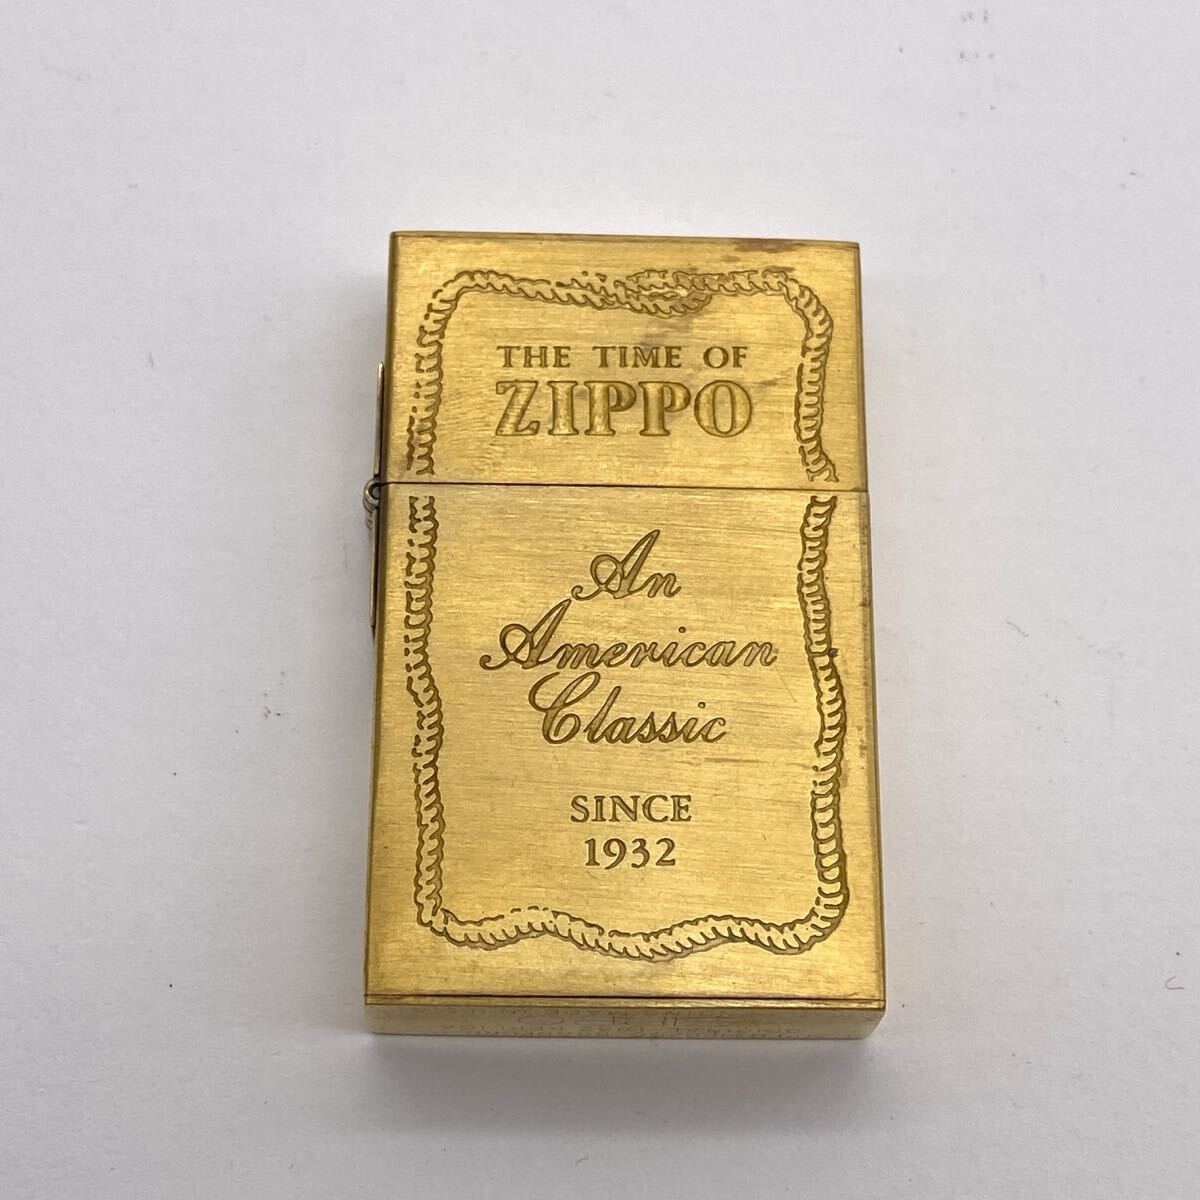 THE TIME OF
ZIPPO
An
American
Classic
SINCE
1932